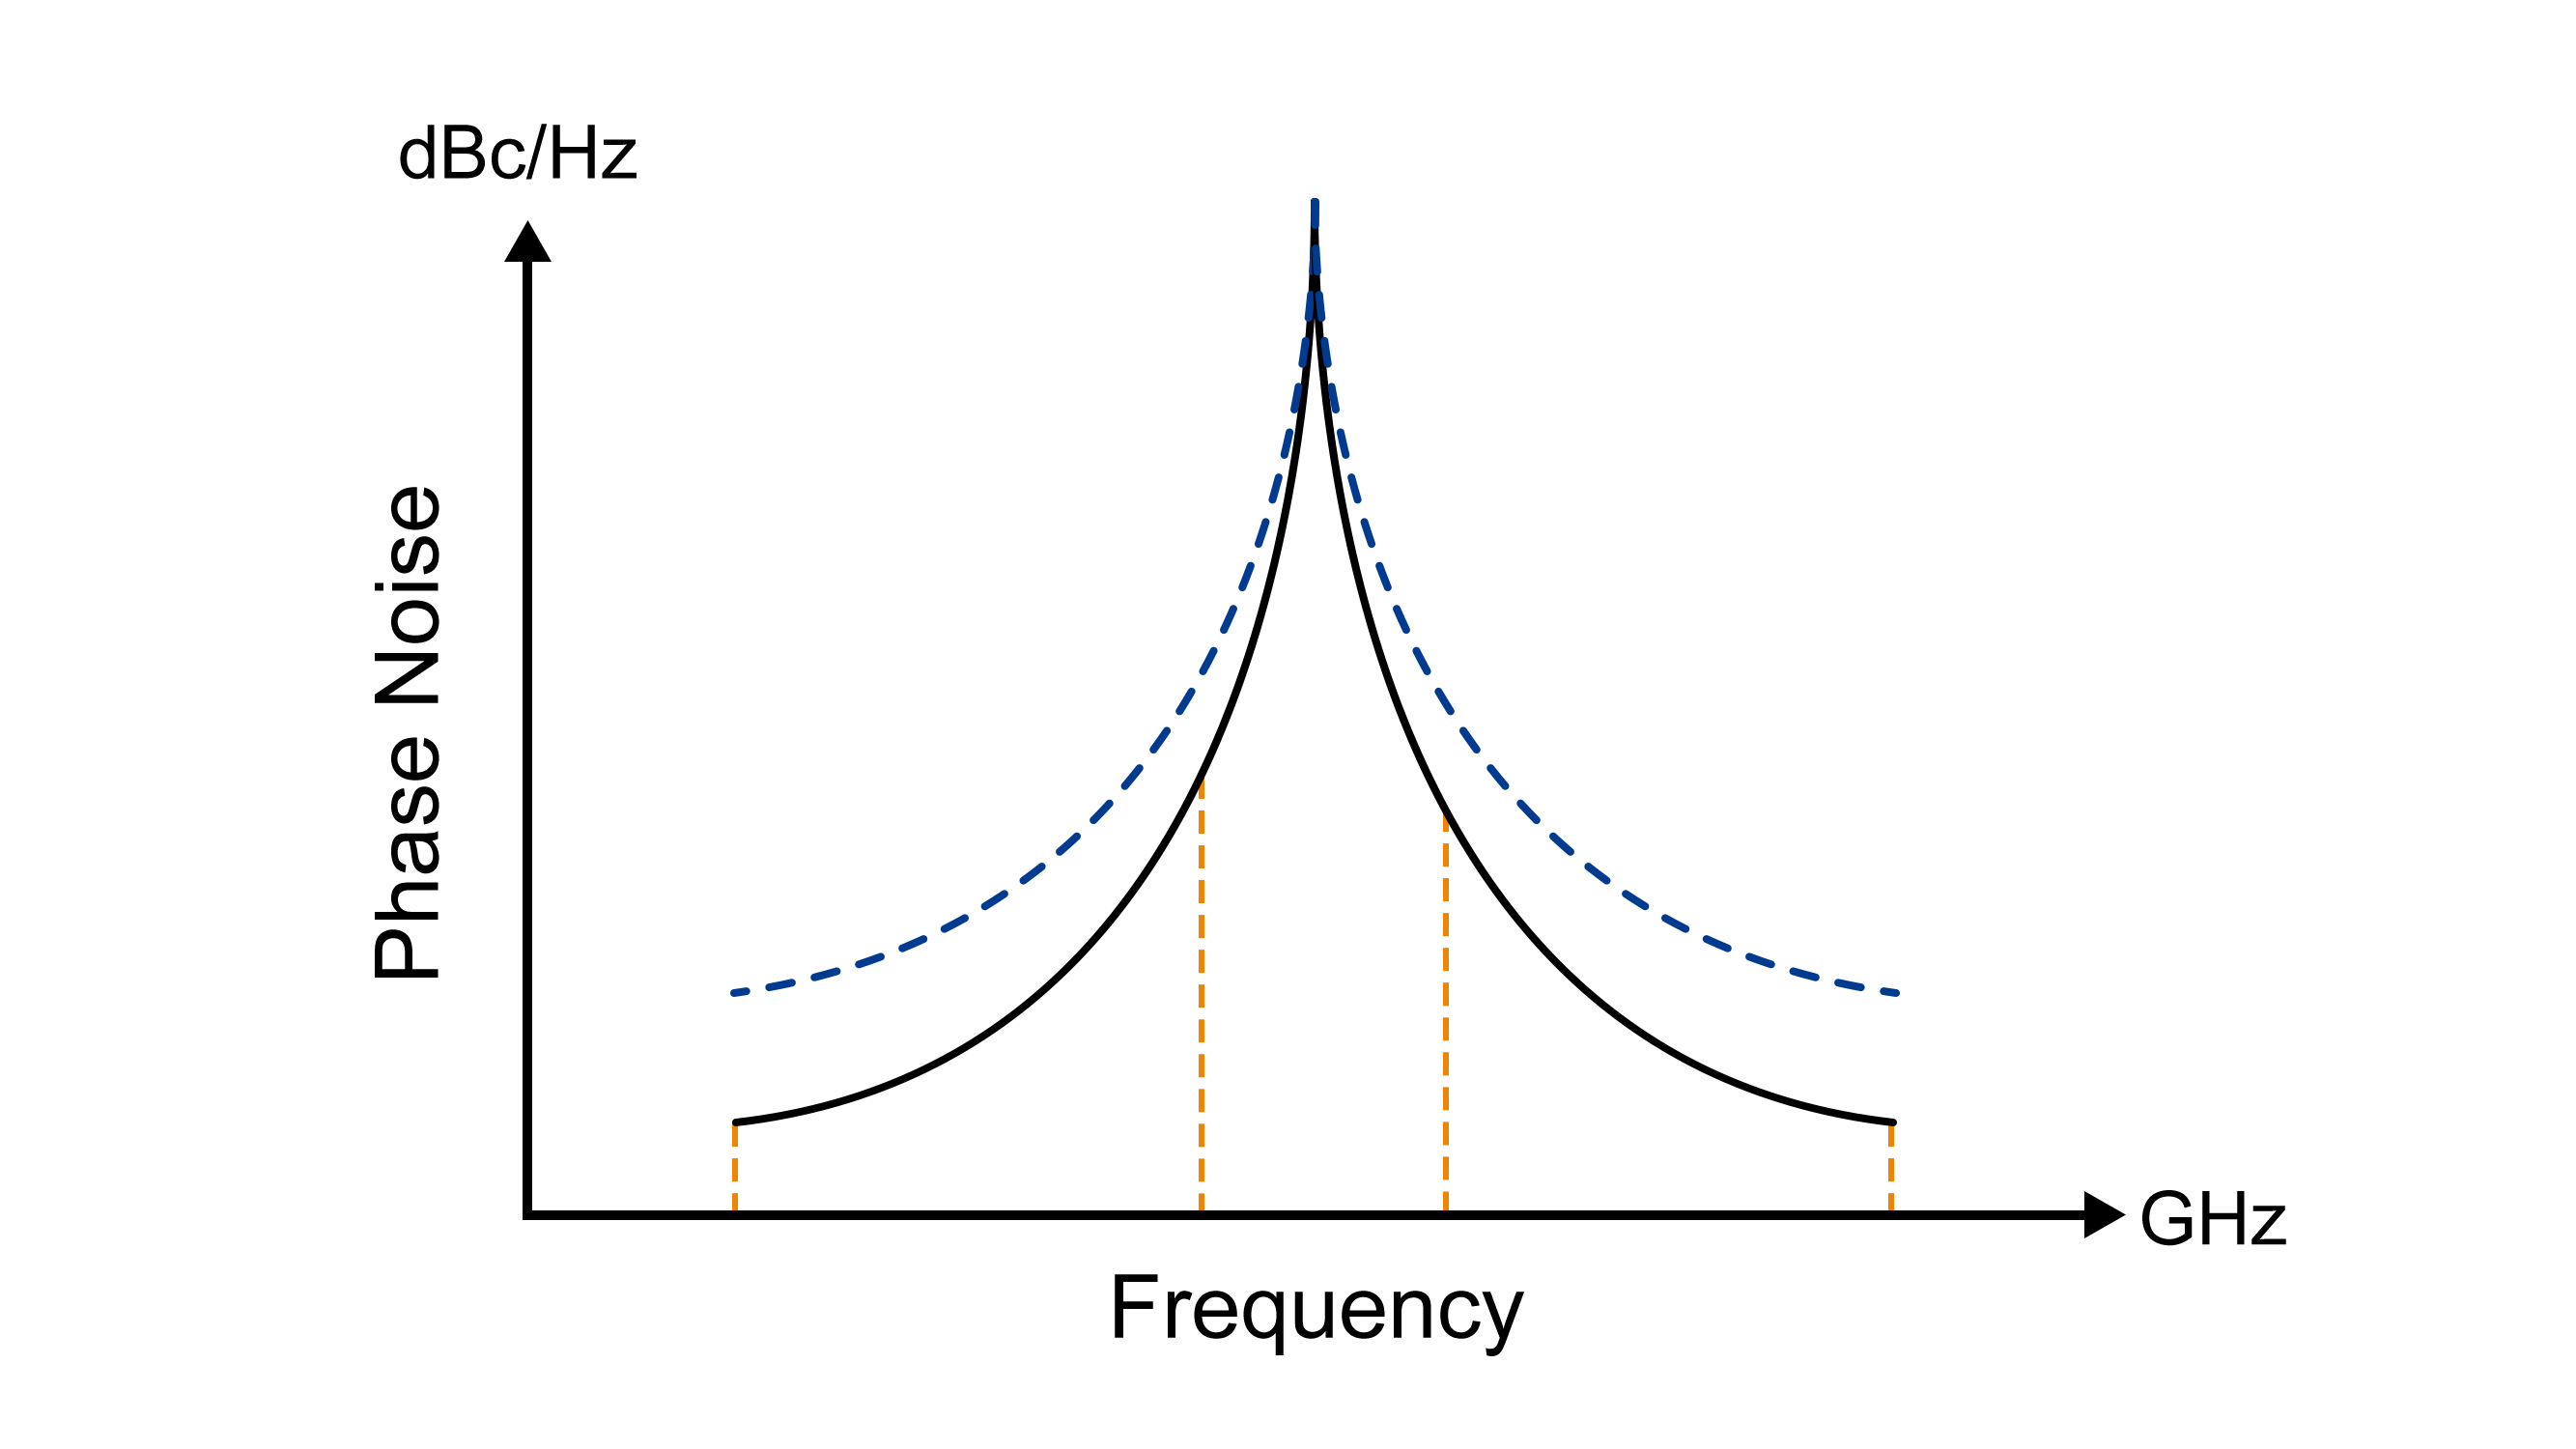 dBc/Hz
Phase Noise
GHz
Frequency